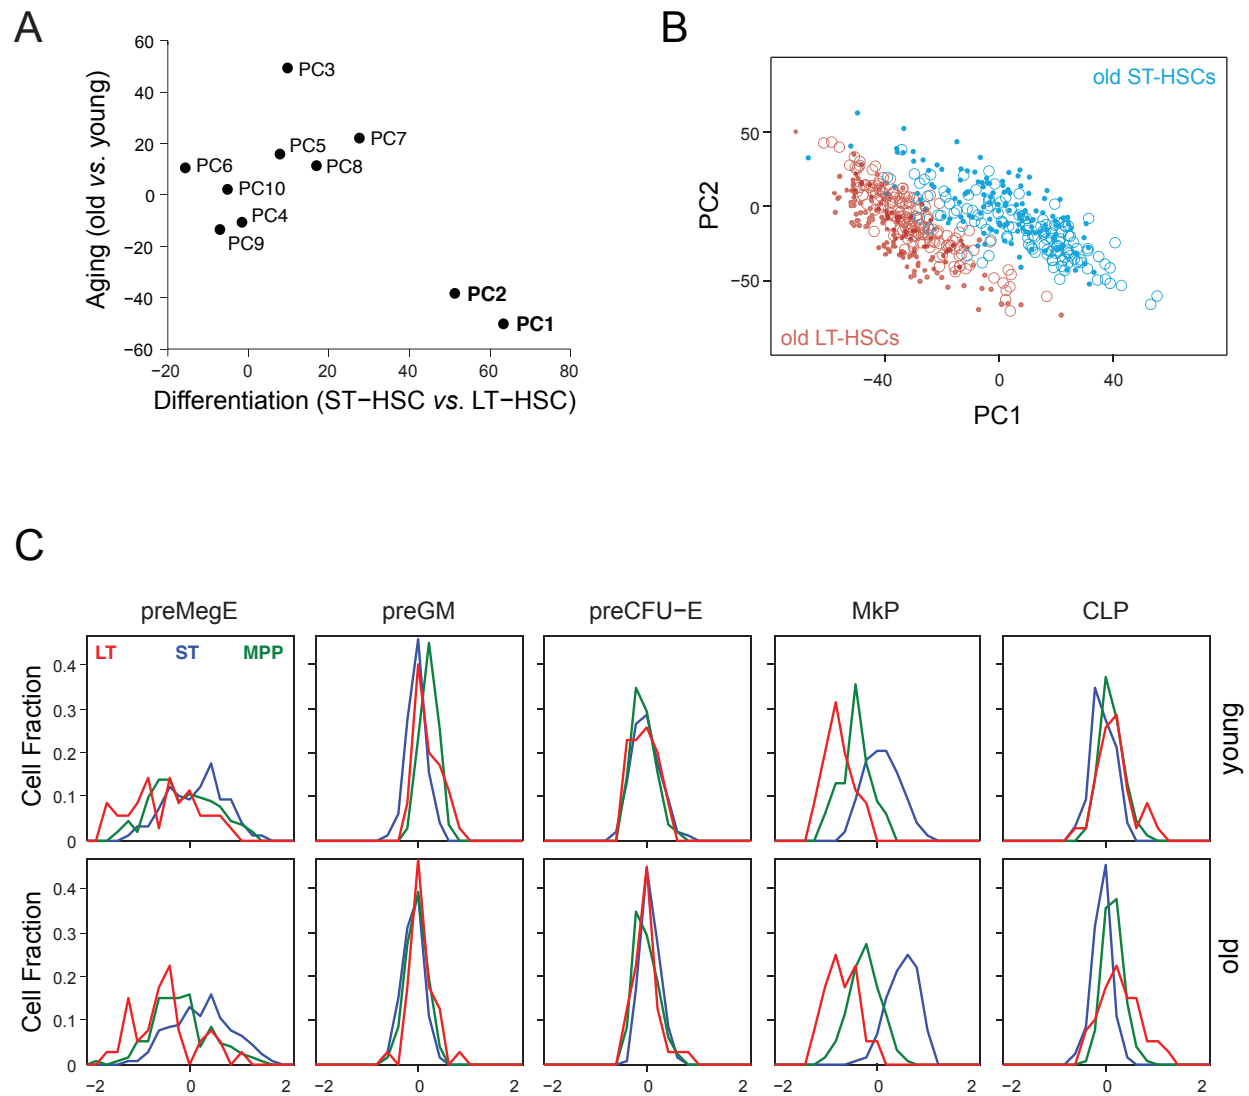 A
60
40
20
0
−20
−40
−60
−20
0
20
40
60
80
Aging (old vs. young)
Differentiation (ST−HSC vs. LT−HSC)
PC3
PC7
PC5
PC8
PC6
PC10
PC4
PC9
PC2
PC1
B
old ST-HSCs
old LT-HSCs
50
0
−50
PC2
−40
0
40
PC1
C
preMegE
preGM
preCFU−E
MkP
CLP
LT
ST
MPP
0.4
0.3
0.2
0.1
0
Cell Fraction
young
0.4
0.3
0.2
0.1
0
Cell Fraction
old
−2
0
2
−2
0
2
−2
0
2
−2
0
2
−2
0
2